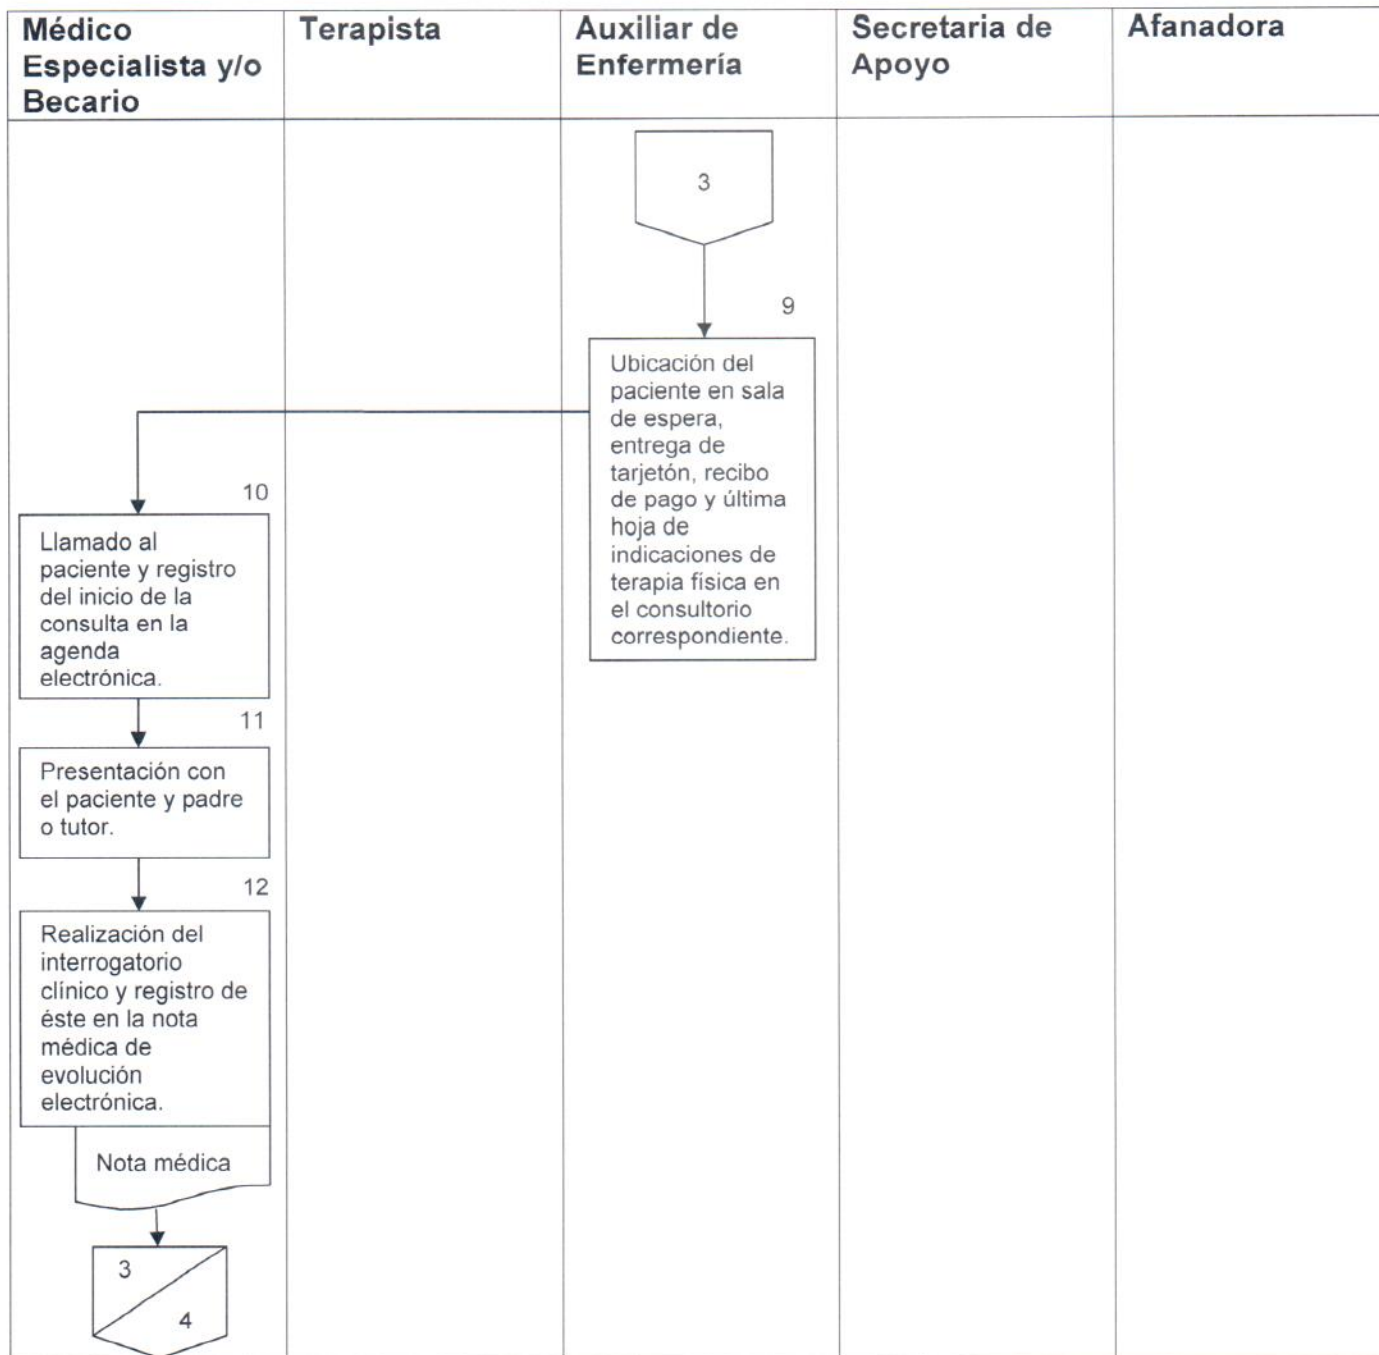 Médico
Especialista y/o
Becario
Terapista
Auxiliar de
Enfermería
Secretaria de
Apoyo
Afanadora
3
9
Ubicación del
paciente en sala
de espera,
entrega de
tarjetón, recibo
de pago y última
hoja de
indicaciones de
terapia física en
el consultorio
correspondiente.
10
Llamado al
paciente y registro
del inicio de la
consulta en la
agenda
electrónica.
11
Presentación con
el paciente y padre
o tutor.
12
Realización del
interrogatorio
clínico y registro de
éste en la nota
médica de
evolución
electrónica.
Nota médica
3
4